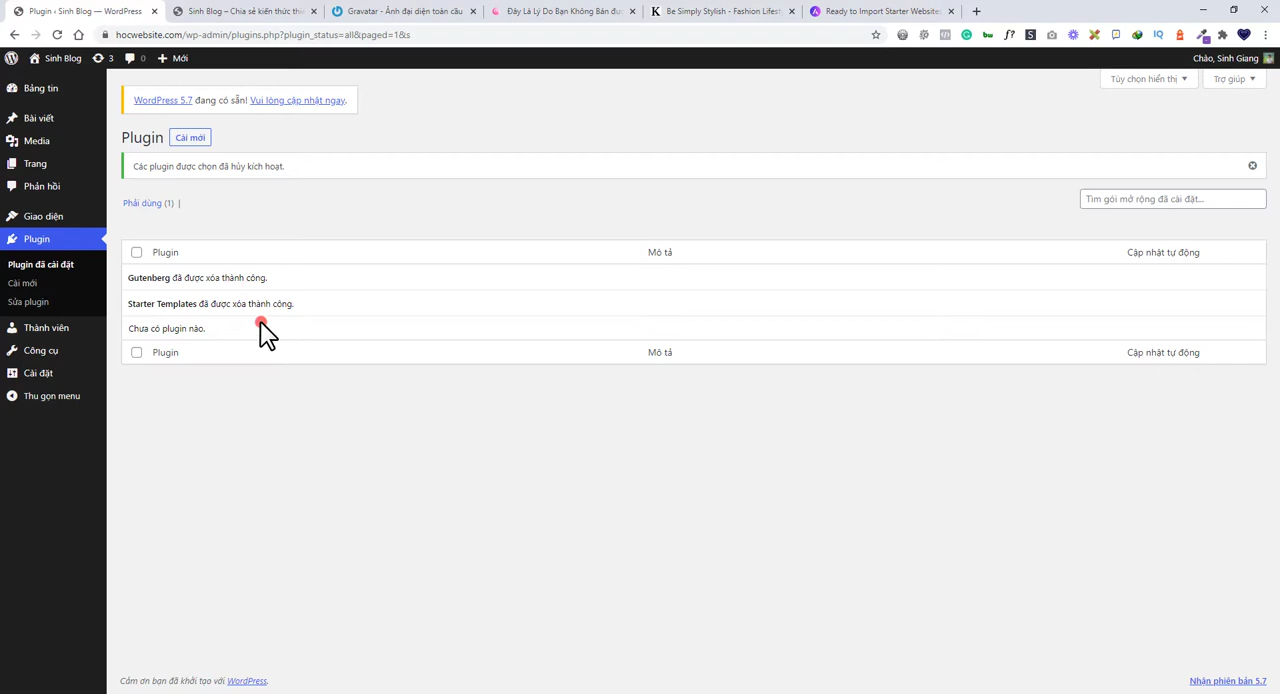 Plugin ‹ Sinh Blog — WordPress
Sinh Blog – Chia sẻ kiến thức thiế
Gravatar - Ảnh đại diện toàn cầu
Đây Là Lý Do Bạn Không Bán đượ
Be Simply Stylish - Fashion Lifest
Ready to Import Starter Websites
hocwebsite.com/wp-admin/plugins.php?plugin_status=all&paged=1&s
Sinh Blog
3
0
Mới
Chào, Sinh Giang
Bảng tin
Bài viết
Media
Trang
Phản hồi
Giao diện
Plugin
Plugin đã cài đặt
Cài mới
Sửa plugin
Thành viên
Công cụ
Cài đặt
Thu gọn menu
Tùy chọn hiển thị
Trợ giúp
WordPress 5.7 đang có sẵn! Vui lòng cập nhật ngay.
Plugin
Cài mới
Các plugin được chọn đã hủy kích hoạt.
Phải dùng (1) |
Tìm gói mở rộng đã cài đặt...
Plugin Mô tả Cập nhật tự động
Gutenberg đã được xóa thành công.
Starter Templates đã được xóa thành công.
Chưa có plugin nào.
Plugin Mô tả Cập nhật tự động
Cảm ơn bạn đã khởi tạo với WordPress.
Nhận phiên bản 5.7